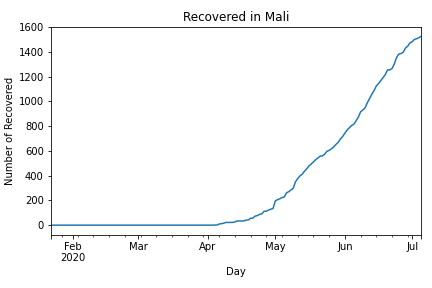 Recovered in Mali
Number of Recovered
1600
1400
1200
1000
800
600
400
200
0
Feb
2020
Mar
Apr
May
Jun
Jul
Day